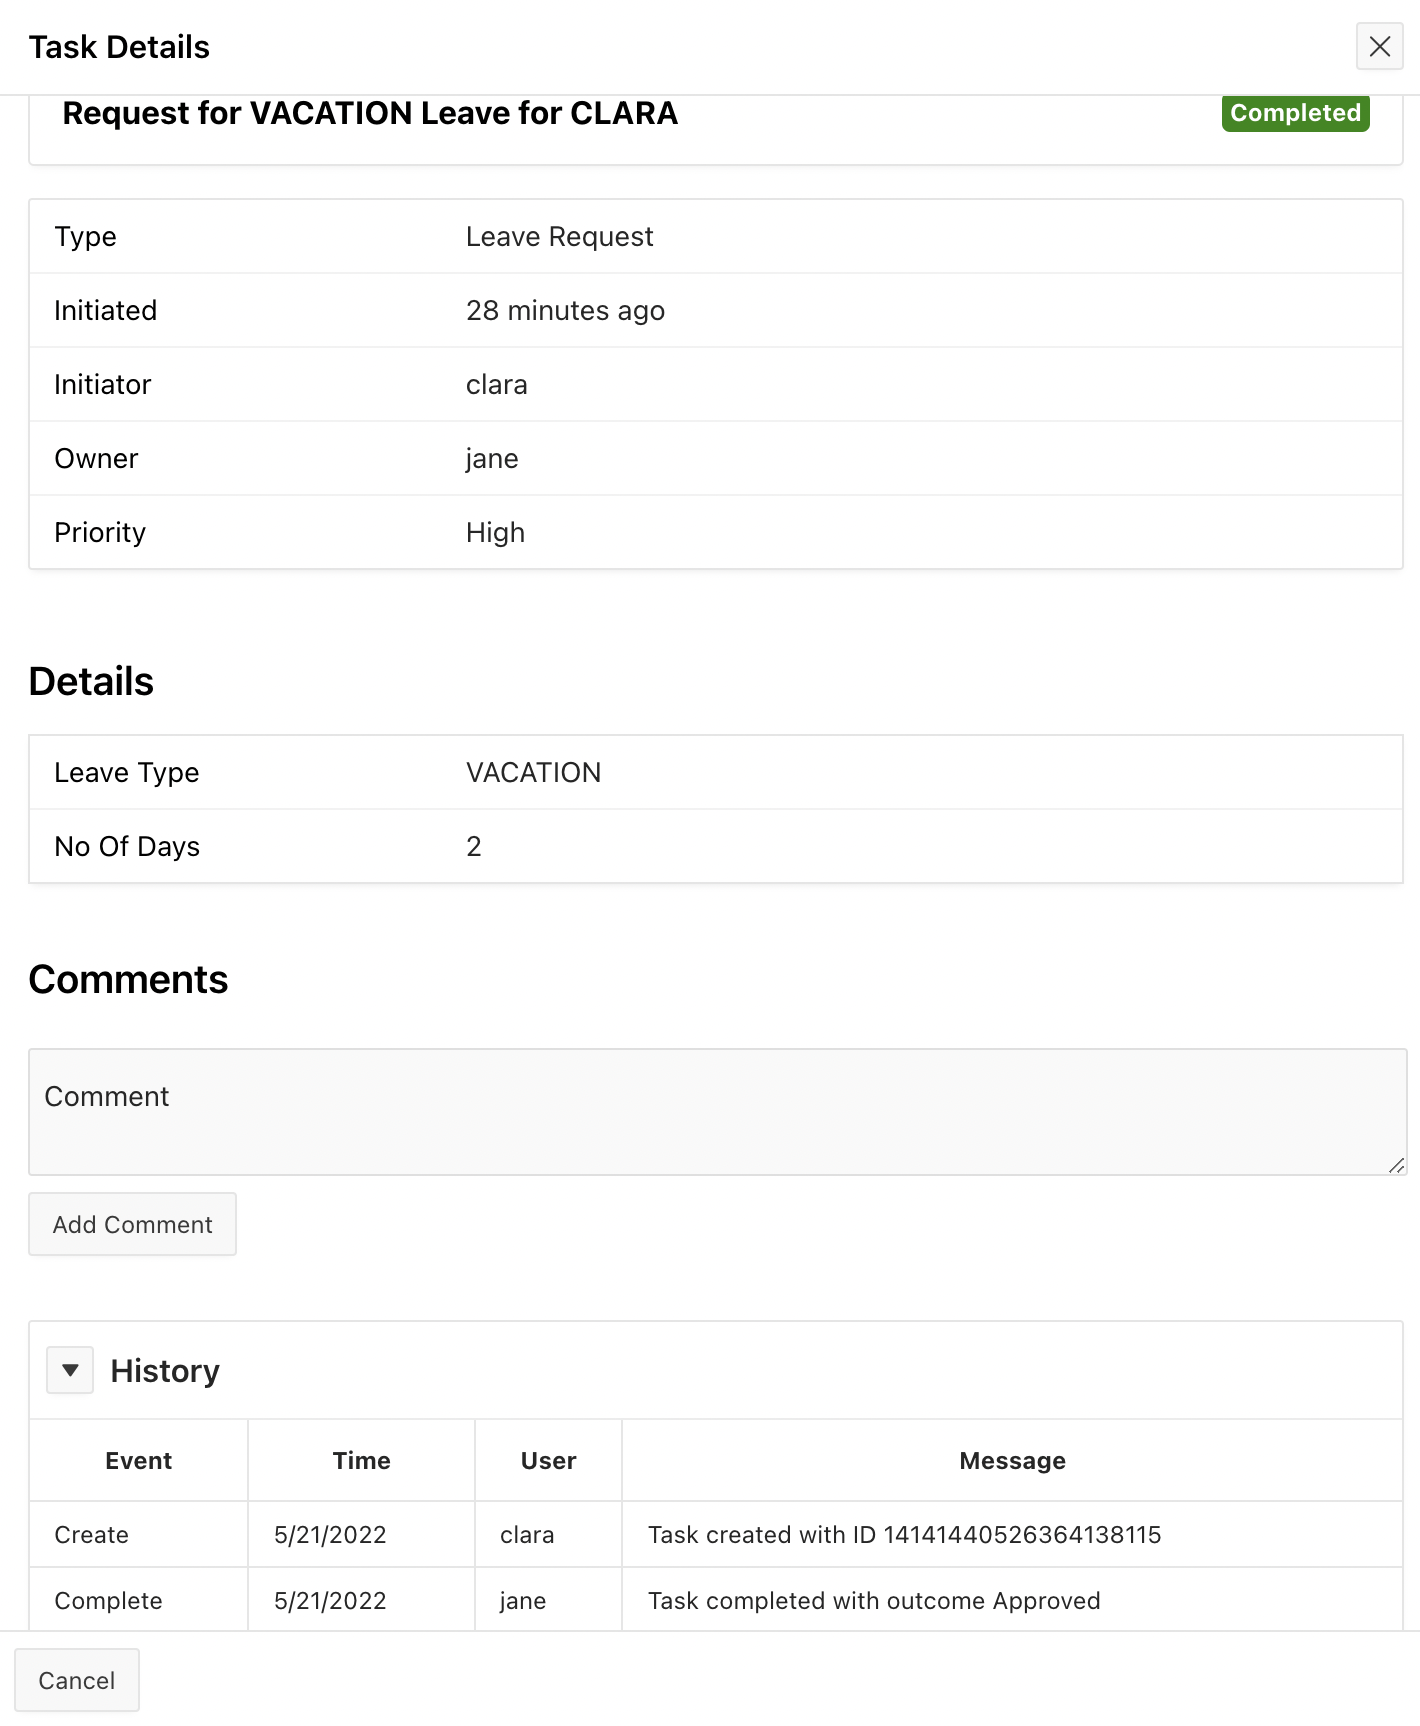 Task Details
Request for VACATION Leave for CLARA
Completed
Type Leave Request
Initiated 28 minutes ago
Initiator clara
Owner jane
Priority High
Details
Leave Type VACATION
No Of Days 2
Comments
Comment
Add Comment
History
Event Time User Message
Create 5/21/2022 clara Task created with ID 14141440526364138115
Complete 5/21/2022 jane Task completed with outcome Approved
Cancel